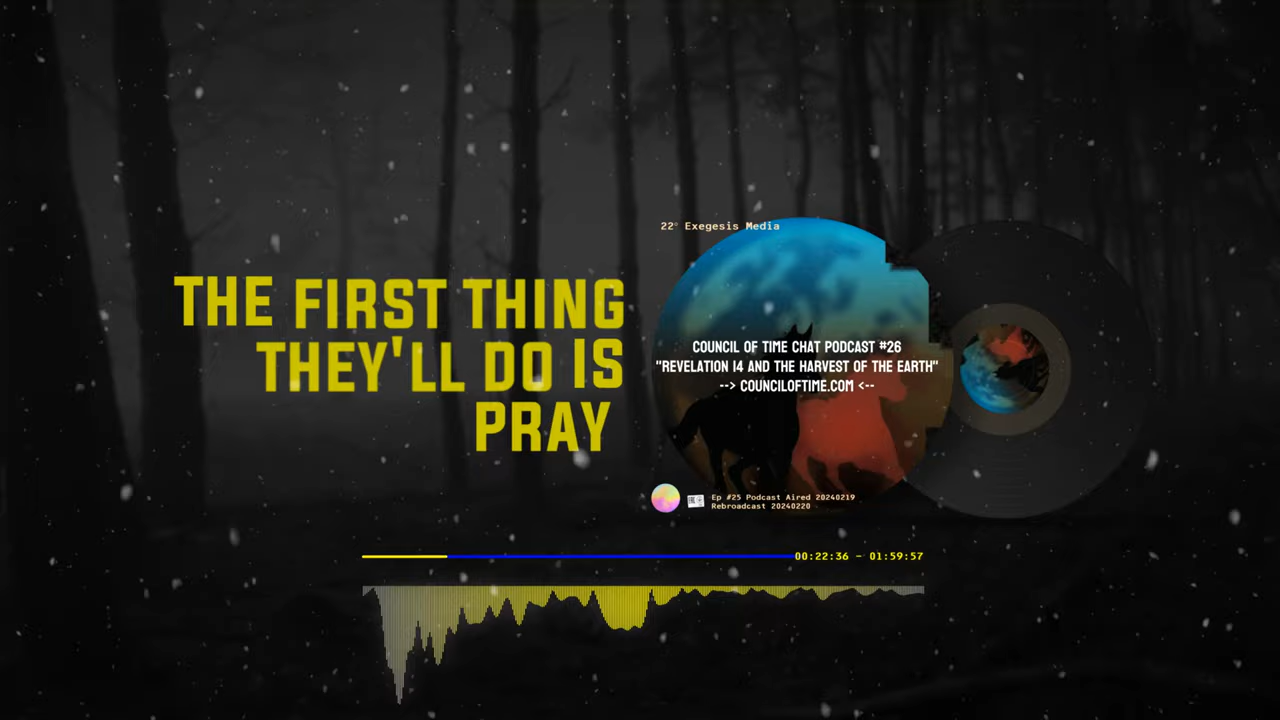 THE FIRST THING
THEY'LL DO IS
PRAY
22° Exegesis Media
COUNCIL OF TIME CHAT PODCAST #26
"REVELATION 14 AND THE HARVEST OF THE EARTH"
--> COUNCILOFTIME.COM <--
Ep #25 Podcast Aired 20240219
Rebroadcast 20240220
00:22:36 - 01:59:57